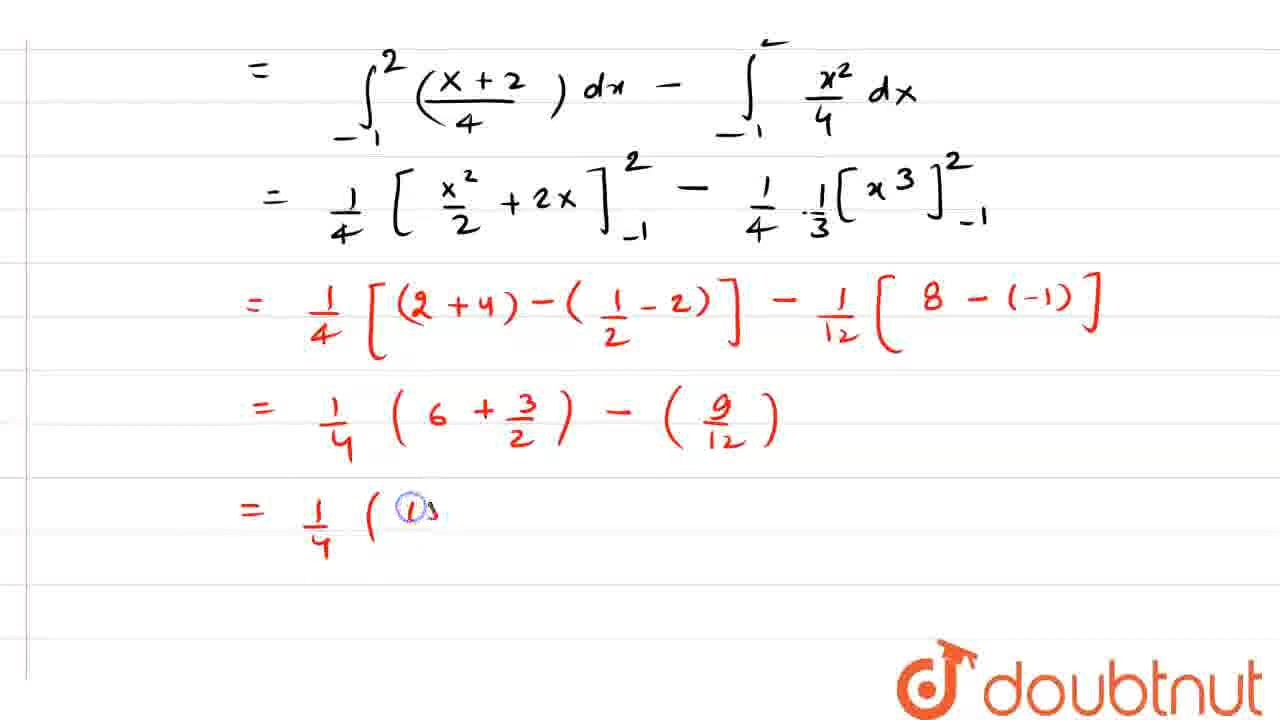 = ∫_{-1}^{2} ((x + 2)/4) dx - ∫_{-1}^{2} x²/4 dx
= 1/4 [x²/2 + 2x]_{-1}^{2} - 1/4 · 1/3 [x³]_{-1}^{2}
= 1/4 [(2 + 4) - (1/2 - 2)] - 1/12 [8 - (-1)]
= 1/4 (6 + 3/2) - (9/12)
= 1/4 ( 1
doubtnut